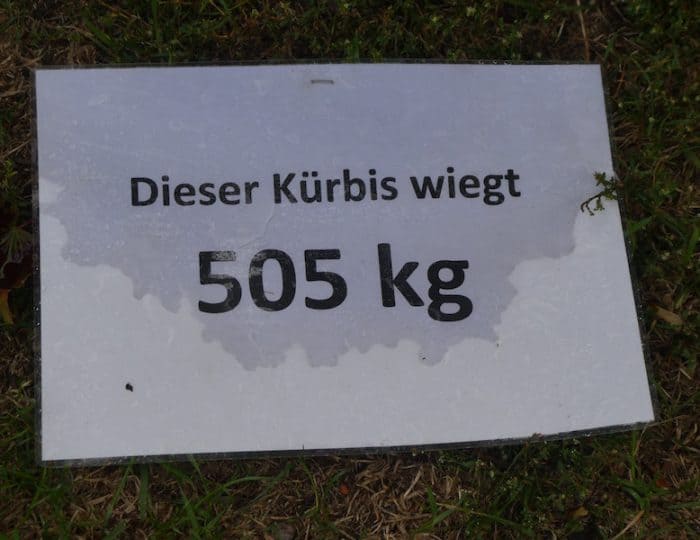 Dieser Kürbis wiegt
505 kg